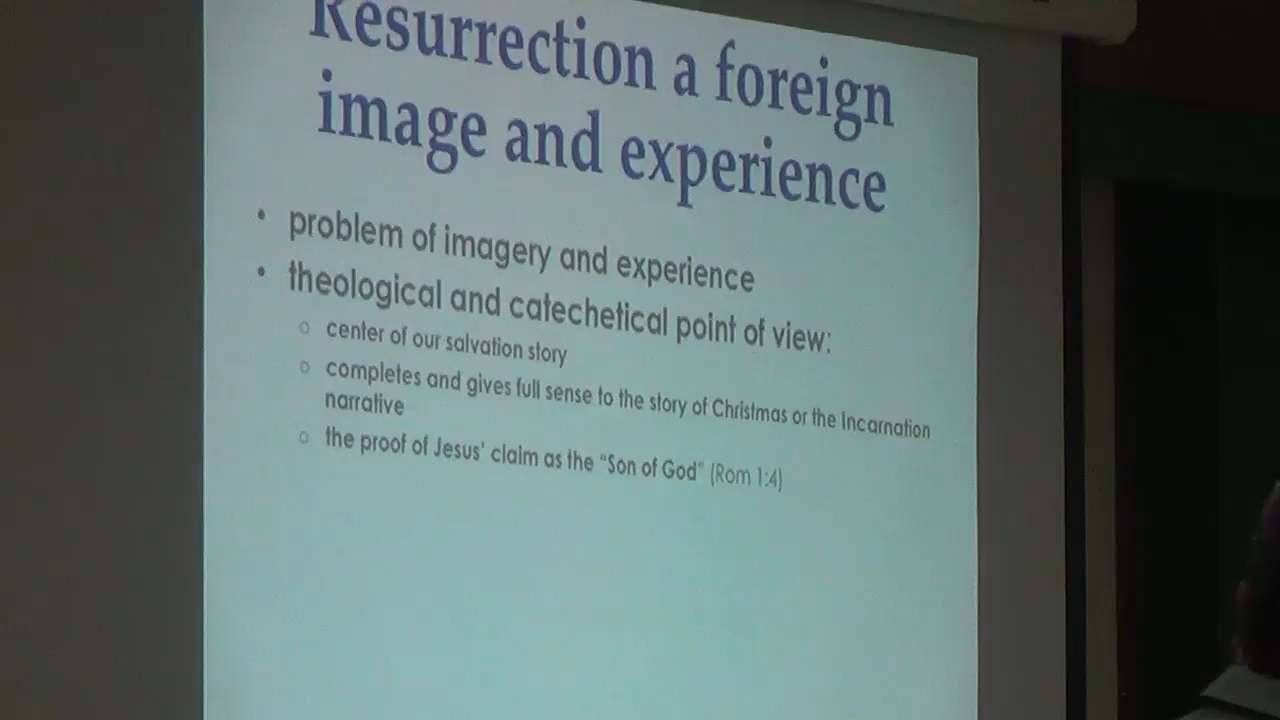 Resurrection a foreign
image and experience
• problem of imagery and experience
• theological and catechetical point of view:
o center of our salvation story
o completes and gives full sense to the story of Christmas or the Incarnation
narrative
o the proof of Jesus' claim as the "Son of God" (Rom 1:4)